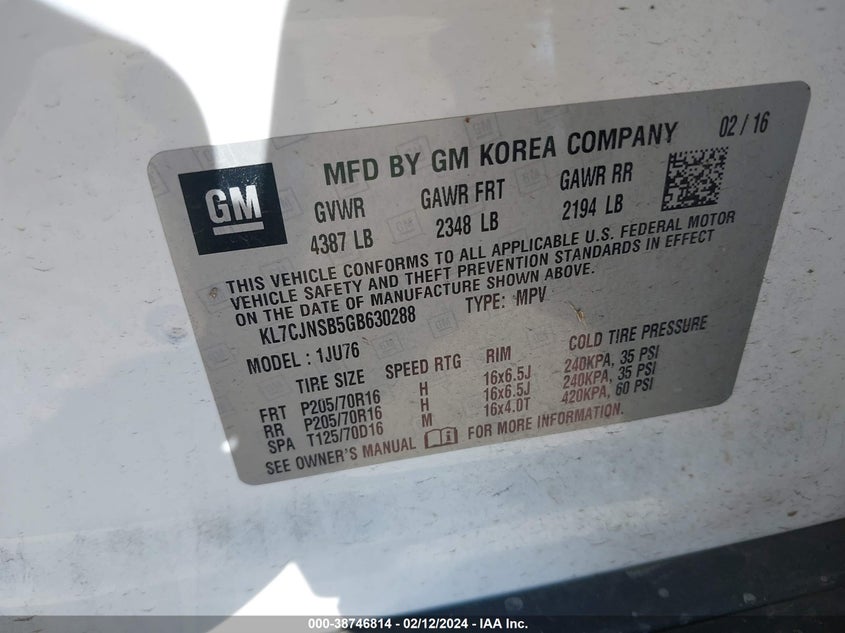 MFD BY GM KOREA COMPANY 02 / 16
GM
GVWR GAWR FRT GAWR RR
4387 LB 2348 LB 2194 LB
THIS VEHICLE CONFORMS TO ALL APPLICABLE U.S. FEDERAL MOTOR
VEHICLE SAFETY AND THEFT PREVENTION STANDARDS IN EFFECT
ON THE DATE OF MANUFACTURE SHOWN ABOVE.
KL7CJNSB5GB630288 TYPE: MPV
MODEL : 1JU76
TIRE SIZE SPEED RTG RIM COLD TIRE PRESSURE
FRT P205/70R16 H 16x6.5J 240KPA, 35 PSI
RR P205/70R16 H 16x6.5J 240KPA, 35 PSI
SPA T125/70D16 M 16x4.0T 420KPA, 60 PSI
SEE OWNER'S MANUAL FOR MORE INFORMATION.
000-38746814 - 02/12/2024 - IAA Inc.